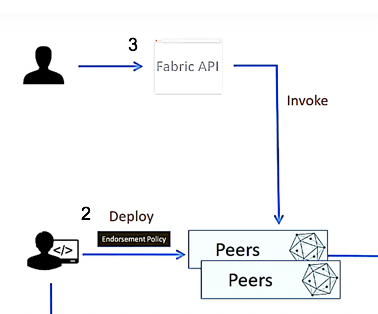 3
Fabric API
Invoke
2
Deploy
Endorsement Policy
</>
Peers
Peers